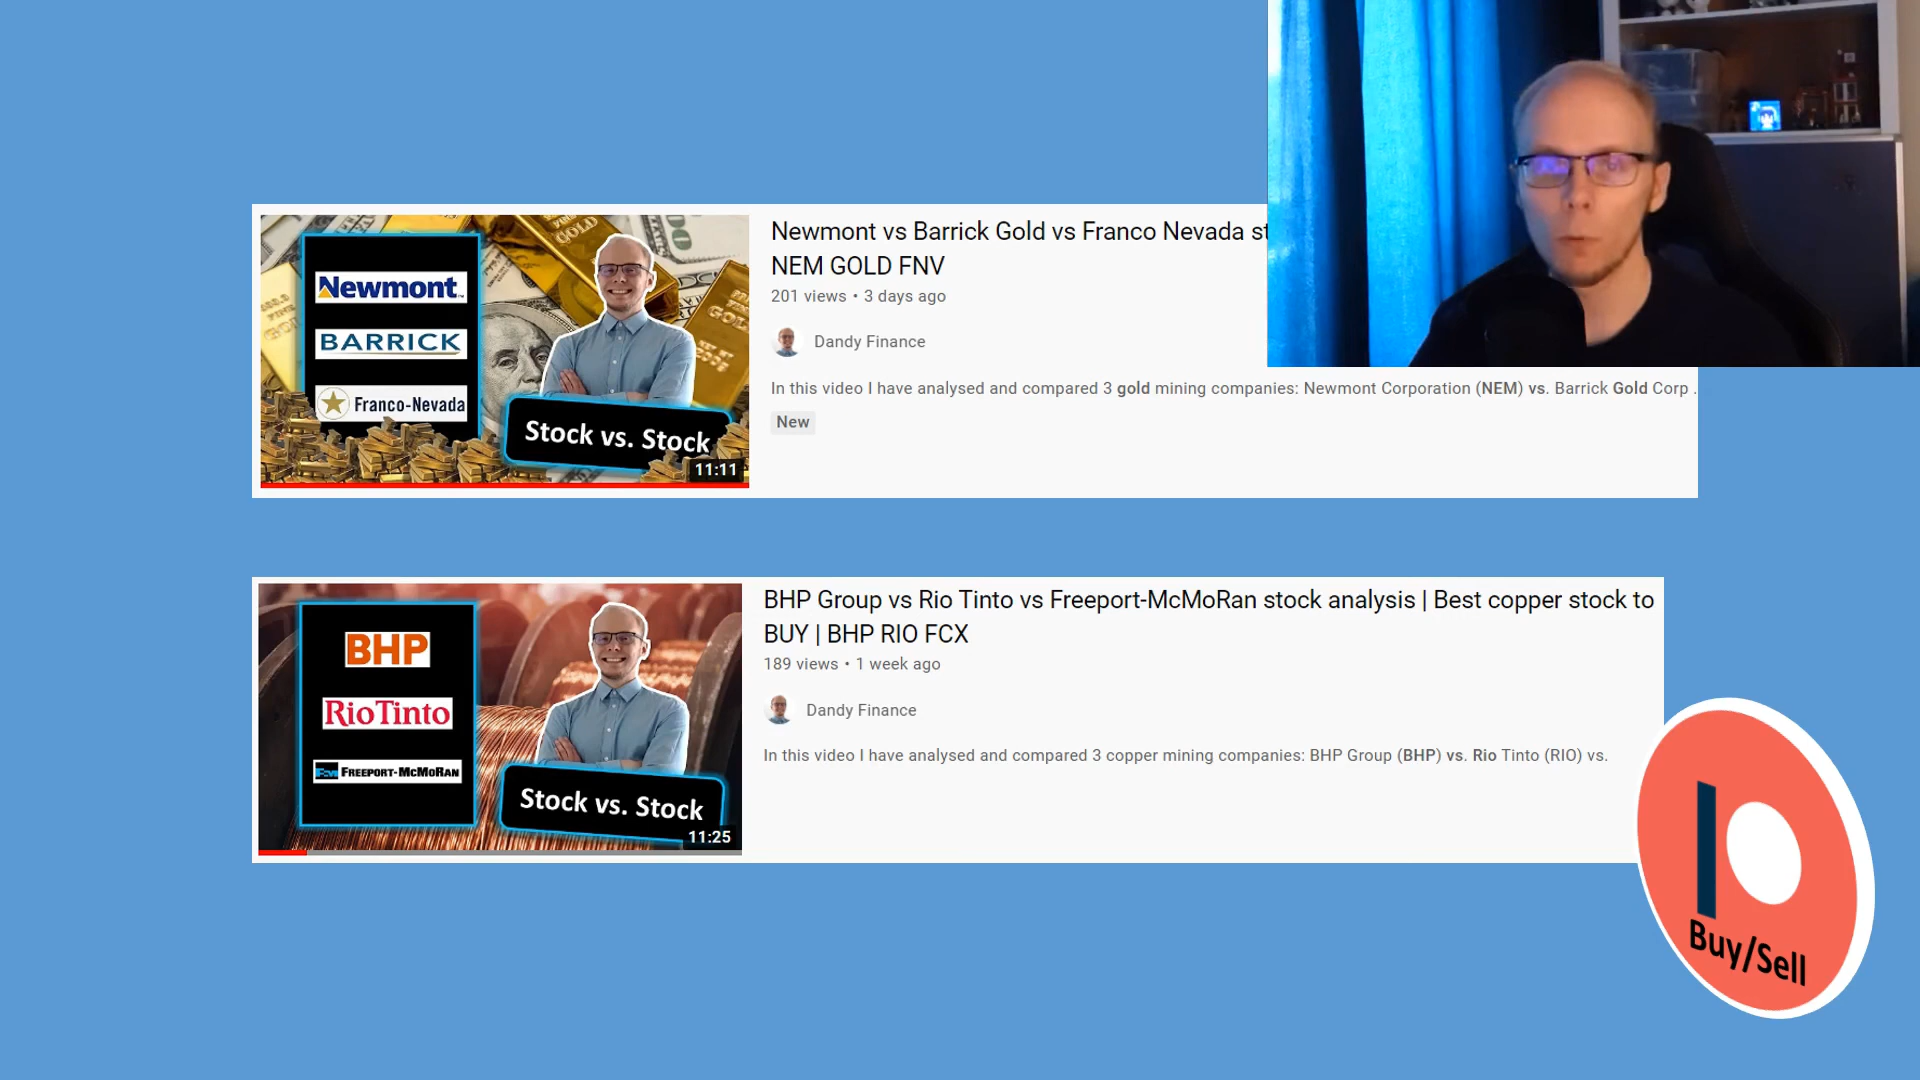 Newmont
BARRICK
Franco-Nevada
Stock vs. Stock
11:11
Newmont vs Barrick Gold vs Franco Nevada st
NEM GOLD FNV
201 views • 3 days ago
Dandy Finance
In this video I have analysed and compared 3 gold mining companies: Newmont Corporation (NEM) vs. Barrick Gold Corp .
New
BHP
RioTinto
FREEPORT-McMoRAN
Stock vs. Stock
11:25
BHP Group vs Rio Tinto vs Freeport-McMoRan stock analysis | Best copper stock to
BUY | BHP RIO FCX
189 views • 1 week ago
Dandy Finance
In this video I have analysed and compared 3 copper mining companies: BHP Group (BHP) vs. Rio Tinto (RIO) vs.
Buy/Sell